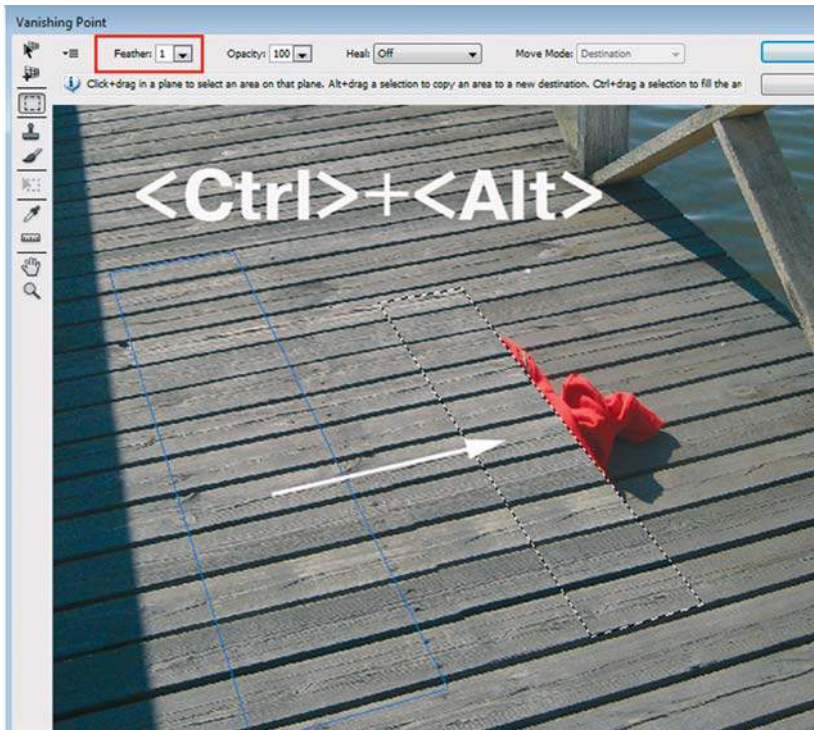 Vanishing Point
Feather: 1 Opacity: 100 Heal: Off Move Mode: Destination
Click+drag in a plane to select an area on that plane. Alt+drag a selection to copy an area to a new destination. Ctrl+drag a selection to fill the ar
<Ctrl>+<Alt>